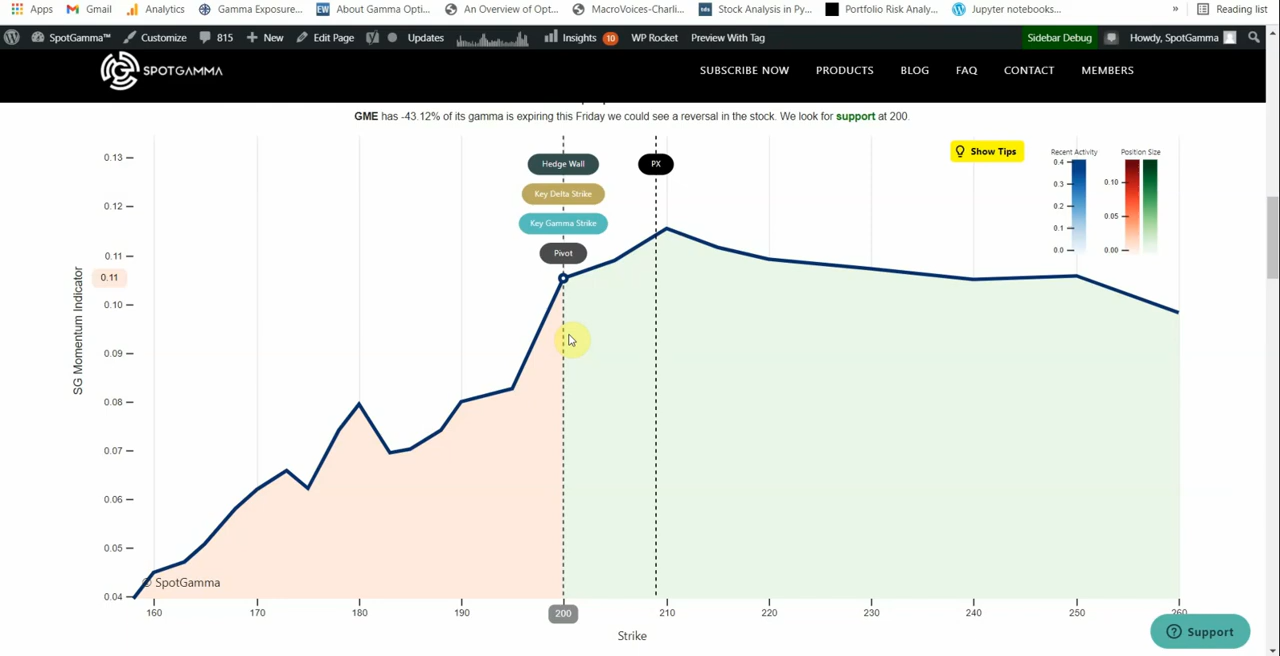 Apps Gmail Analytics Gamma Exposure... About Gamma Opti... An Overview of Opt... MacroVoices-Charli... Stock Analysis in Py... Portfolio Risk Analy... Jupyter notebooks... » Reading list
SpotGamma™ Customize 815 New Edit Page Updates Insights 10 WP Rocket Preview With Tag Sidebar Debug Howdy, SpotGamma
SPOTGAMMA SUBSCRIBE NOW PRODUCTS BLOG FAQ CONTACT MEMBERS
GME has -43.12% of its gamma is expiring this Friday we could see a reversal in the stock. We look for support at 200.
Show Tips
Recent Activity
Position Size
0.4
0.3
0.2
0.1
0.0
0.10
0.05
0.00
Hedge Wall
PX
Key Delta Strike
Key Gamma Strike
Pivot
SG Momentum Indicator
0.13
0.12
0.11
0.11
0.10
0.09
0.08
0.07
0.06
0.05
0.04
© SpotGamma
160 170 180 190 200 210 220 230 240 250 260
Strike
Support